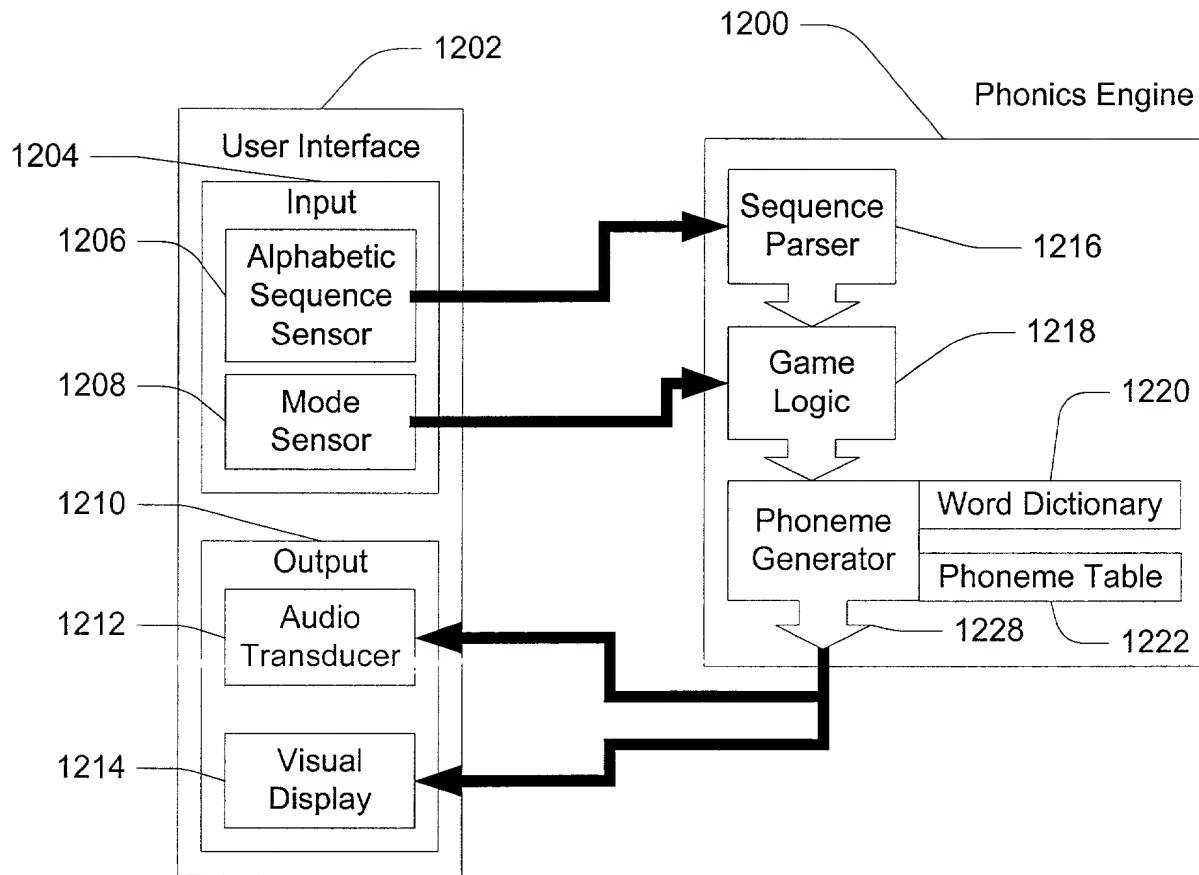 1200
1202
Phonics Engine
User Interface
1204
Input
1206
Alphabetic
Sequence
Sensor
1208
Mode
Sensor
1210
Output
1212
Audio
Transducer
1214
Visual
Display
Sequence
Parser
1216
Game
Logic
1218
1220
Word Dictionary
Phoneme
Generator
Phoneme Table
1228
1222